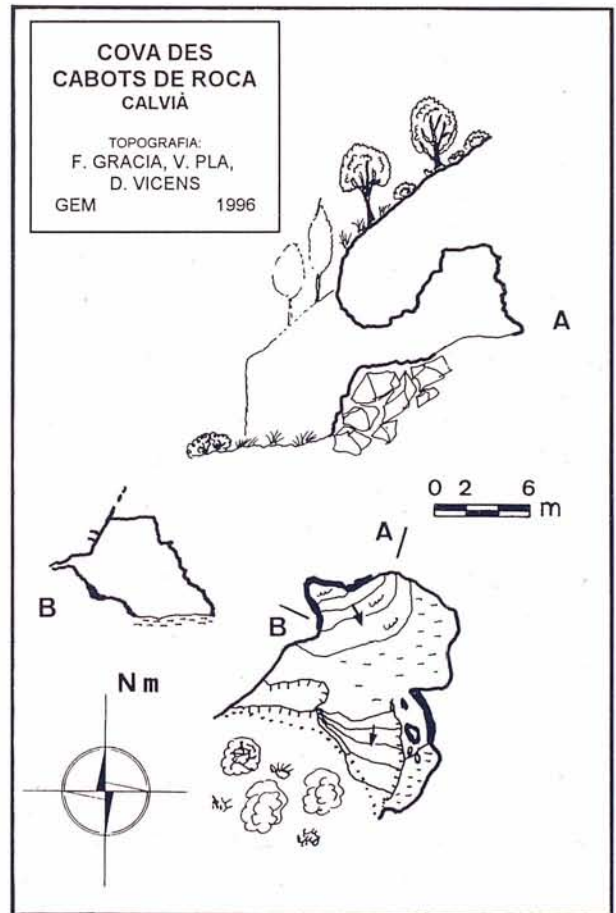 COVA DES
CABOTS DE ROCA
CALVIÀ
TOPOGRAFIA:
F. GRACIA, V. PLA,
D. VICENS
GEM 1996
A
0 2 6
m
A
B
B
N m